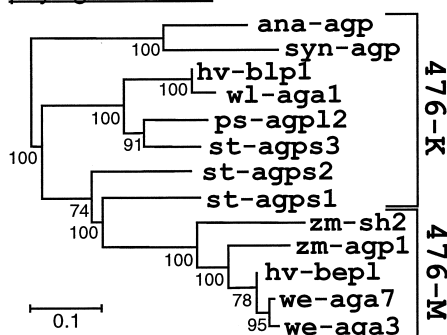 ana-agp
100
syn-agp
hv-blp1
100
wl-aga1
100
ps-agpl2
91
st-agps3
100
st-agps2
74
st-agps1
100
zm-sh2
100
zm-agp1
100
hv-bepl
78
we-aga7
95
we-aga3
476-K
476-M
0.1